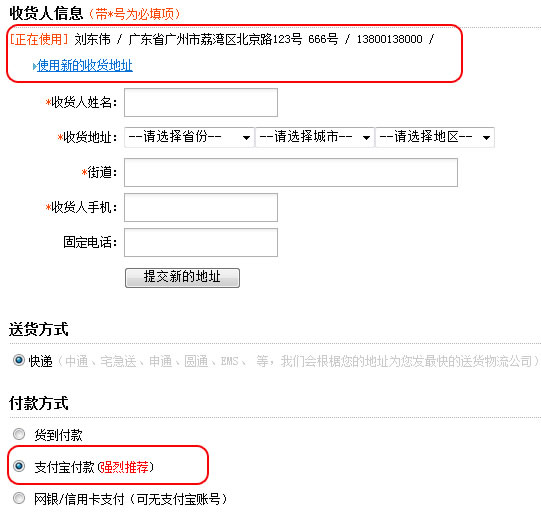 收货人信息（带*号为必填项）
[正在使用] 刘东伟 / 广东省广州市荔湾区北京路123号 666号 / 13800138000 /
使用新的收货地址
*收货人姓名：
*收货地址： --请选择省份-- --请选择城市-- --请选择地区--
*街道：
*收货人手机：
固定电话：
提交新的地址
送货方式
快递（中通、宅急送、申通、圆通、EMS、 等，我们会根据您的地址为您发最快的送货物流公司）
付款方式
货到付款
支付宝付款（强烈推荐）
网银/信用卡支付（可无支付宝账号）